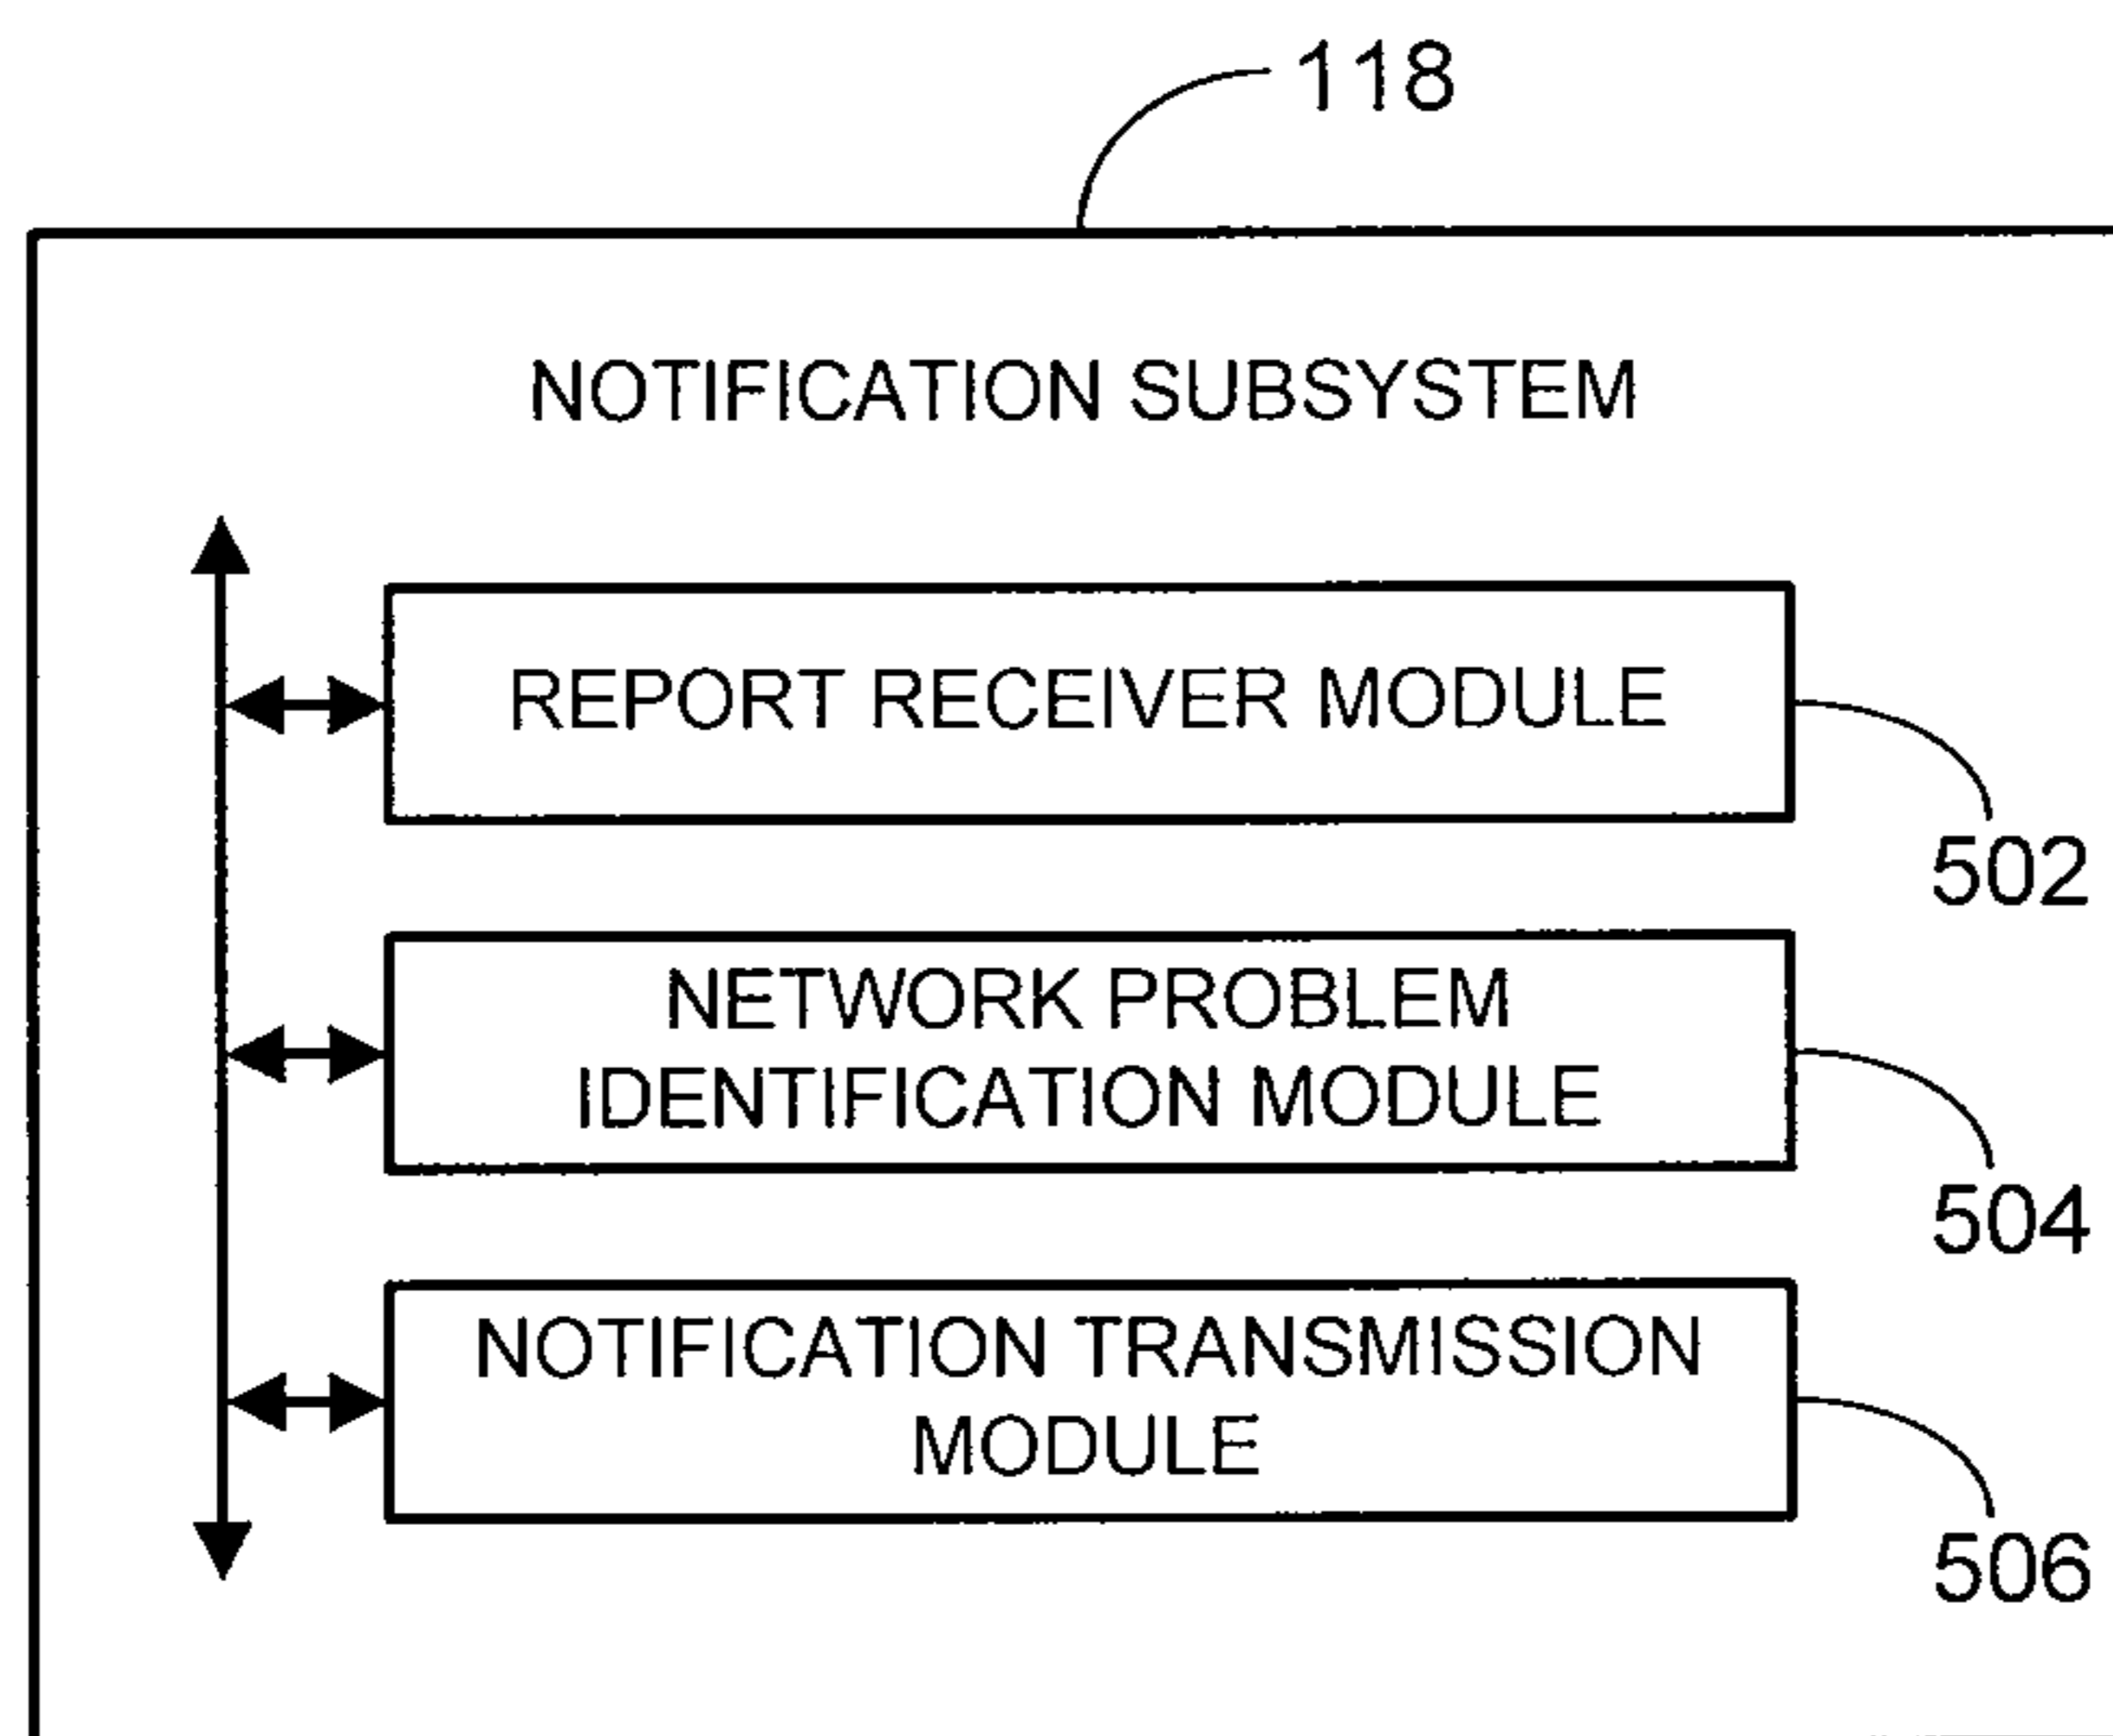 118
NOTIFICATION SUBSYSTEM
REPORT RECEIVER MODULE
502
NETWORK PROBLEM
IDENTIFICATION MODULE
504
NOTIFICATION TRANSMISSION
MODULE
506